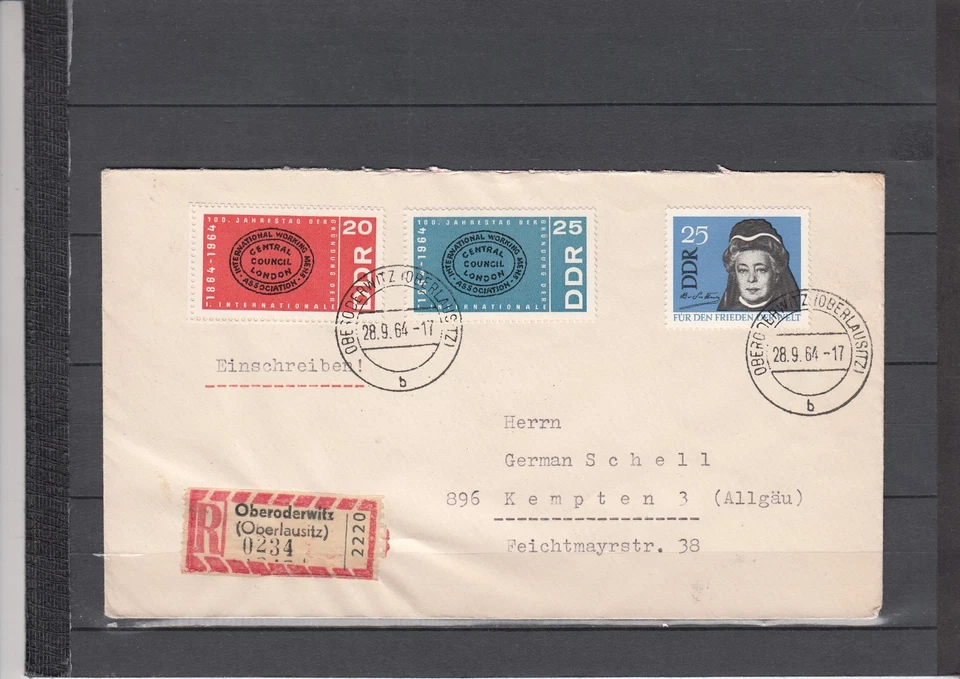 100. JAHRESTAG DER GRÜNDUNG DER
I. INTERNATIONALE
1864-1964
20
DDR
INTERNATIONAL WORKING MENS ASSOCIATION
CENTRAL
COUNCIL
LONDON
100. JAHRESTAG DER GRÜNDUNG DER
I. INTERNATIONALE
1864-1964
25
DDR
INTERNATIONAL WORKING MENS ASSOCIATION
CENTRAL
COUNCIL
LONDON
25
DDR
FÜR DEN FRIEDEN DER WELT
OBERODERWITZ (OBERLAUSITZ)
28.9.64-17
b
OBERODERWITZ (OBERLAUSITZ)
28.9.64-17
b
Einschreiben!
Herrn
German Schell
896 Kempten 3 (Allgäu)
Feichtmayrstr. 38
R
Oberoderwitz
(Oberlausitz)
0234
2220